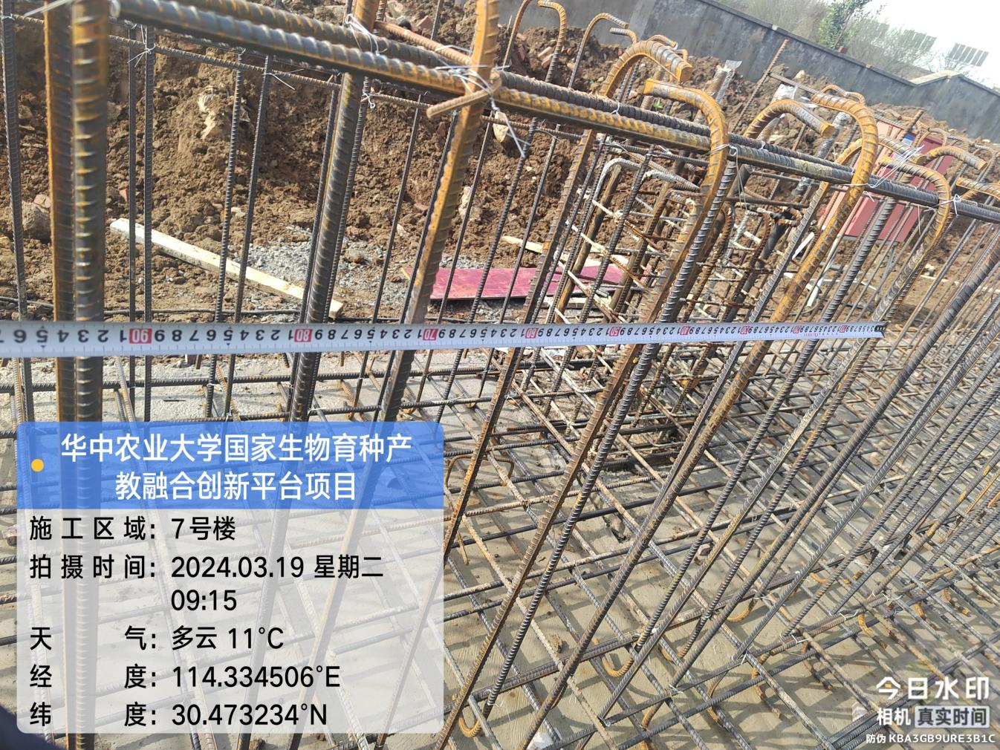 华中农业大学国家生物育种产
教融合创新平台项目
施工区域：7号楼
拍摄时间：2024.03.19 星期二
09:15
天气：多云 11°C
经度：114.334506°E
纬度：30.473234°N
今日水印
相机 真实时间
防伪 KBA3GB9URE3B1C